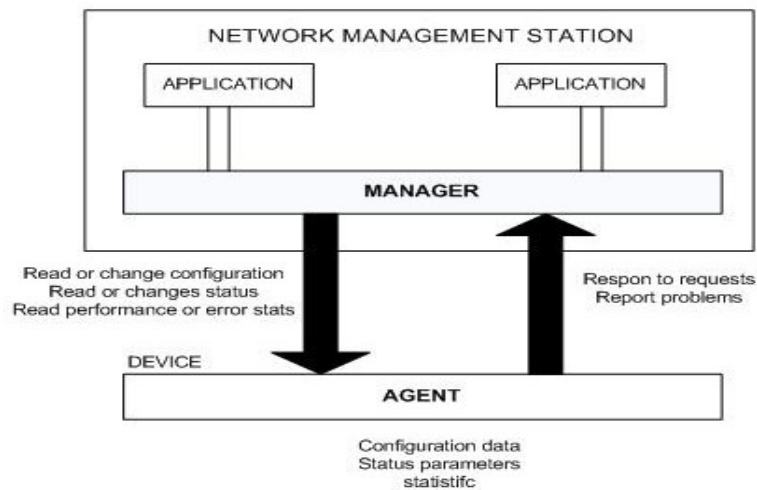 NETWORK MANAGEMENT STATION
APPLICATION
APPLICATION
MANAGER
Read or change configuration
Read or changes status
Read performance or error stats
Respon to requests
Report problems
DEVICE
AGENT
Configuration data
Status parameters
statistifc